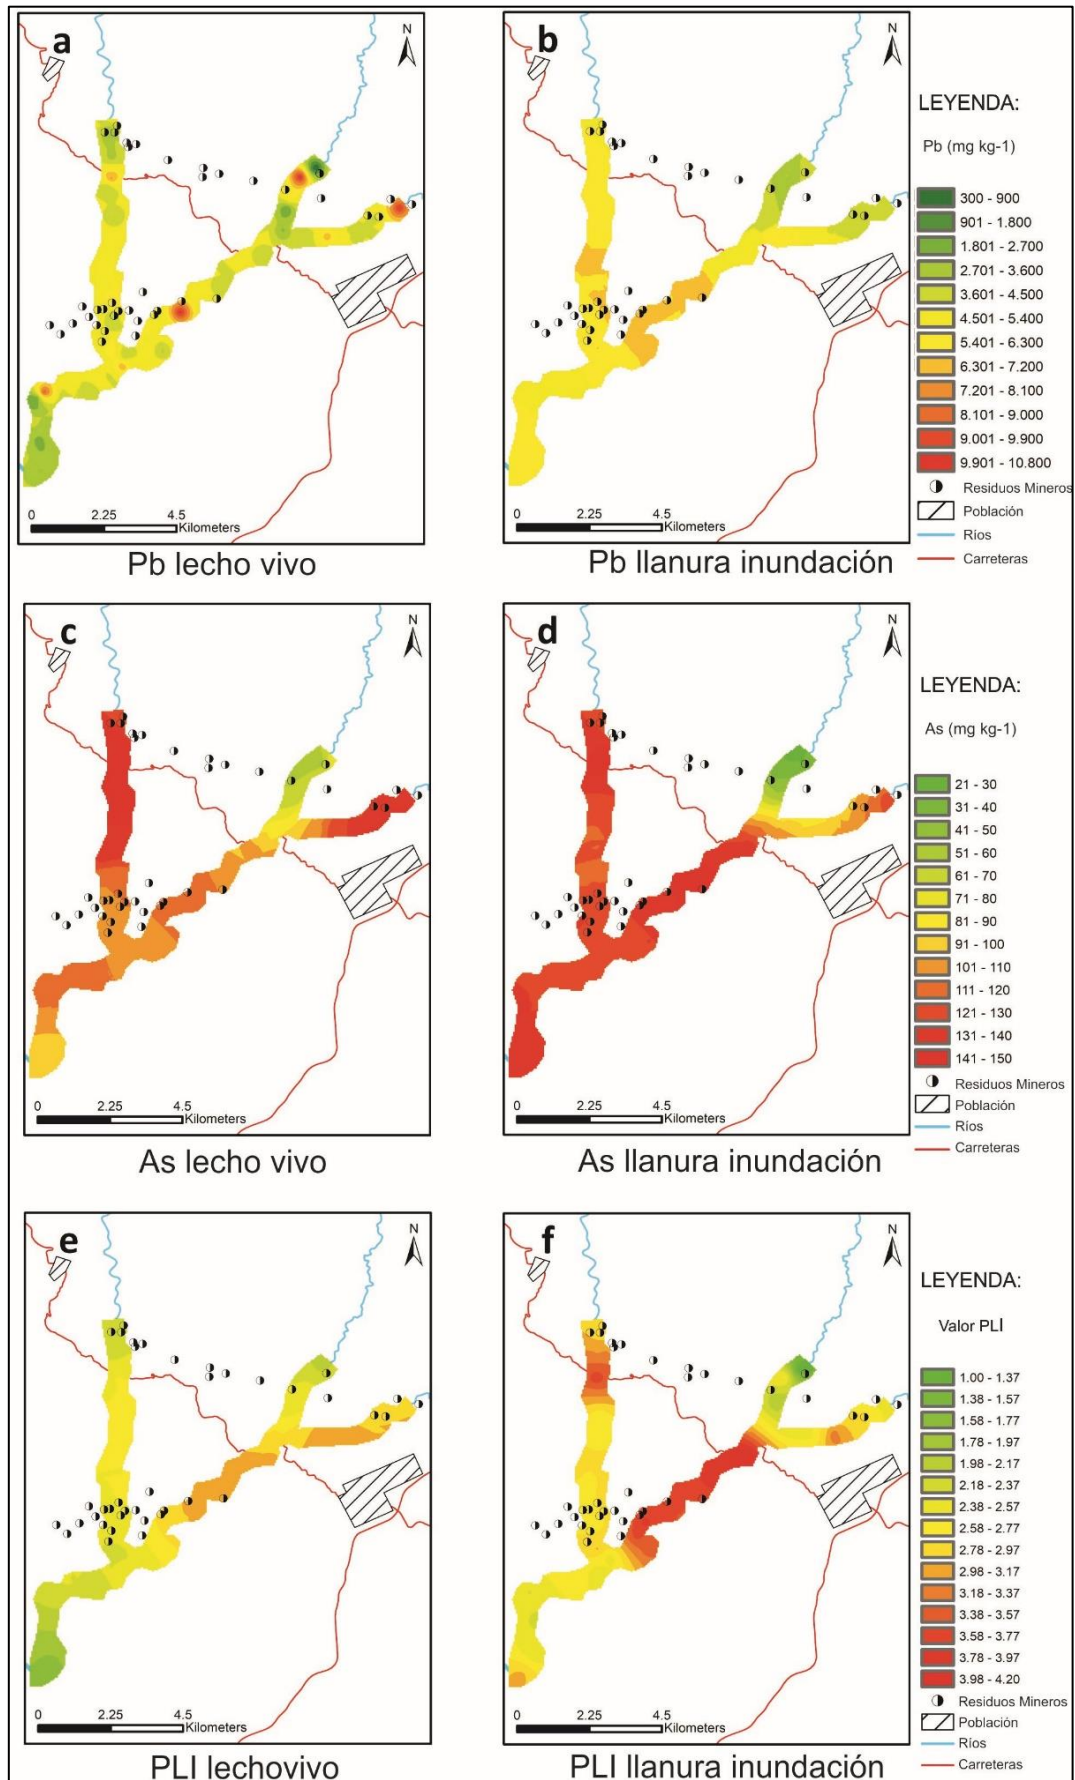 a
N
0 2.25 4.5
Kilometers
Pb lecho vivo
b
N
0 2.25 4.5
Kilometers
Pb llanura inundación
LEYENDA:
Pb (mg kg-1)
300 - 900
901 - 1.800
1.801 - 2.700
2.701 - 3.600
3.601 - 4.500
4.501 - 5.400
5.401 - 6.300
6.301 - 7.200
7.201 - 8.100
8.101 - 9.000
9.001 - 9.900
9.901 - 10.800
Residuos Mineros
Población
Ríos
Carreteras
c
N
0 2.25 4.5
Kilometers
As lecho vivo
d
N
0 2.25 4.5
Kilometers
As llanura inundación
LEYENDA:
As (mg kg-1)
21 - 30
31 - 40
41 - 50
51 - 60
61 - 70
71 - 80
81 - 90
91 - 100
101 - 110
111 - 120
121 - 130
131 - 140
141 - 150
Residuos Mineros
Población
Ríos
Carreteras
e
N
0 2.25 4.5
Kilometers
PLI lechovivo
f
N
0 2.25 4.5
Kilometers
PLI llanura inundación
LEYENDA:
Valor PLI
1.00 - 1.37
1.38 - 1.57
1.58 - 1.77
1.78 - 1.97
1.98 - 2.17
2.18 - 2.37
2.38 - 2.57
2.58 - 2.77
2.78 - 2.97
2.98 - 3.17
3.18 - 3.37
3.38 - 3.57
3.58 - 3.77
3.78 - 3.97
3.98 - 4.20
Residuos Mineros
Población
Ríos
Carreteras